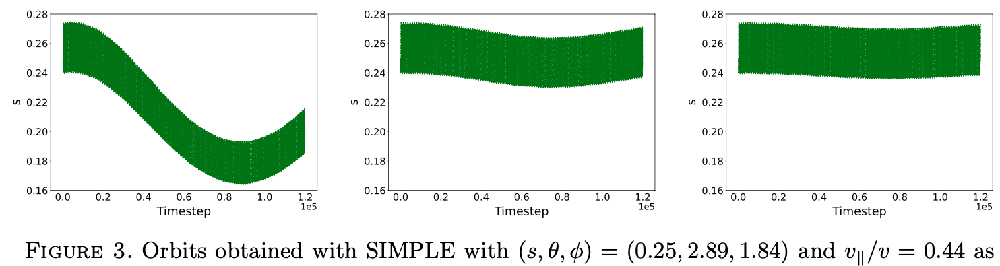 0.28
0.26
0.24
0.22
0.20
0.18
0.16
s
0.0 0.2 0.4 0.6 0.8 1.0 1.2
1e5
Timestep
0.28
0.26
0.24
0.22
0.20
0.18
0.16
s
0.0 0.2 0.4 0.6 0.8 1.0 1.2
1e5
Timestep
0.28
0.26
0.24
0.22
0.20
0.18
0.16
s
0.0 0.2 0.4 0.6 0.8 1.0 1.2
1e5
Timestep
FIGURE 3. Orbits obtained with SIMPLE with (s, θ, ϕ) = (0.25, 2.89, 1.84) and v∥/v = 0.44 as